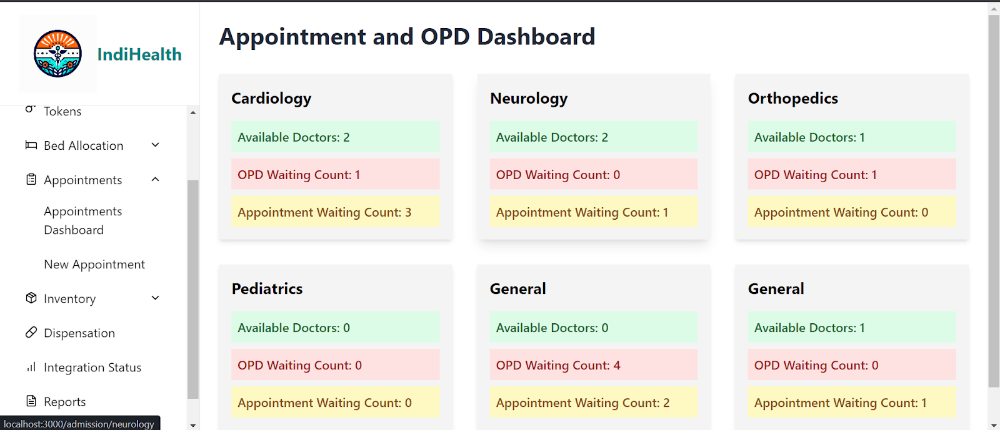 IndiHealth
Tokens
Bed Allocation
Appointments
Appointments
Dashboard
New Appointment
Inventory
Dispensation
Integration Status
Reports
localhost:3000/admission/neurology
Appointment and OPD Dashboard
Cardiology
Available Doctors: 2
OPD Waiting Count: 1
Appointment Waiting Count: 3
Neurology
Available Doctors: 2
OPD Waiting Count: 0
Appointment Waiting Count: 1
Orthopedics
Available Doctors: 1
OPD Waiting Count: 1
Appointment Waiting Count: 0
Pediatrics
Available Doctors: 0
OPD Waiting Count: 0
Appointment Waiting Count: 0
General
Available Doctors: 0
OPD Waiting Count: 4
Appointment Waiting Count: 2
General
Available Doctors: 1
OPD Waiting Count: 0
Appointment Waiting Count: 1